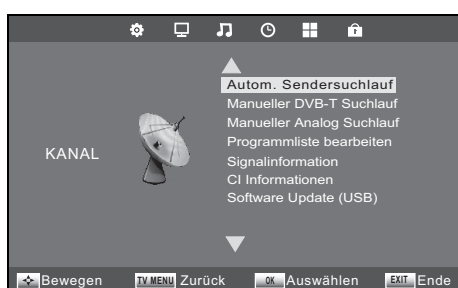 Autom. Sendersuchlauf
Manueller DVB-T Suchlauf
Manueller Analog Suchlauf
Programmliste bearbeiten
KANAL
Signalinformation
CI Informationen
Software Update (USB)
Bewegen TV MENU Zurück OK Auswählen EXIT Ende